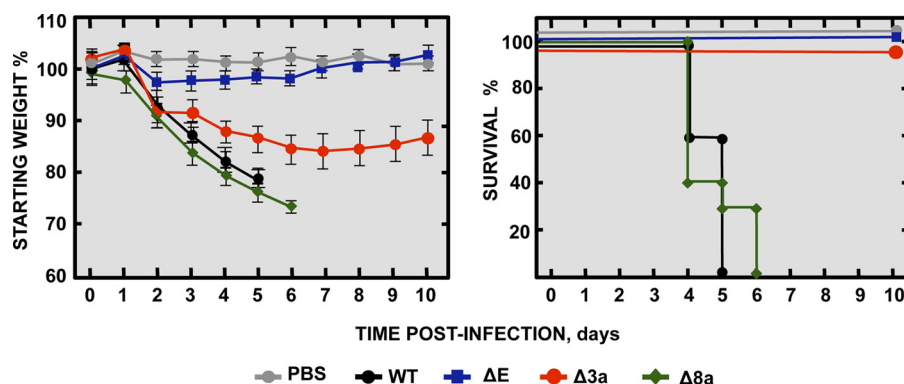 STARTING WEIGHT %
110
100
90
80
70
60
0 1 2 3 4 5 6 7 8 9 10
SURVIVAL %
100
80
60
40
20
0 1 2 3 4 5 6 7 8 9 10
TIME POST-INFECTION, days
PBS WT ΔE Δ3a Δ8a